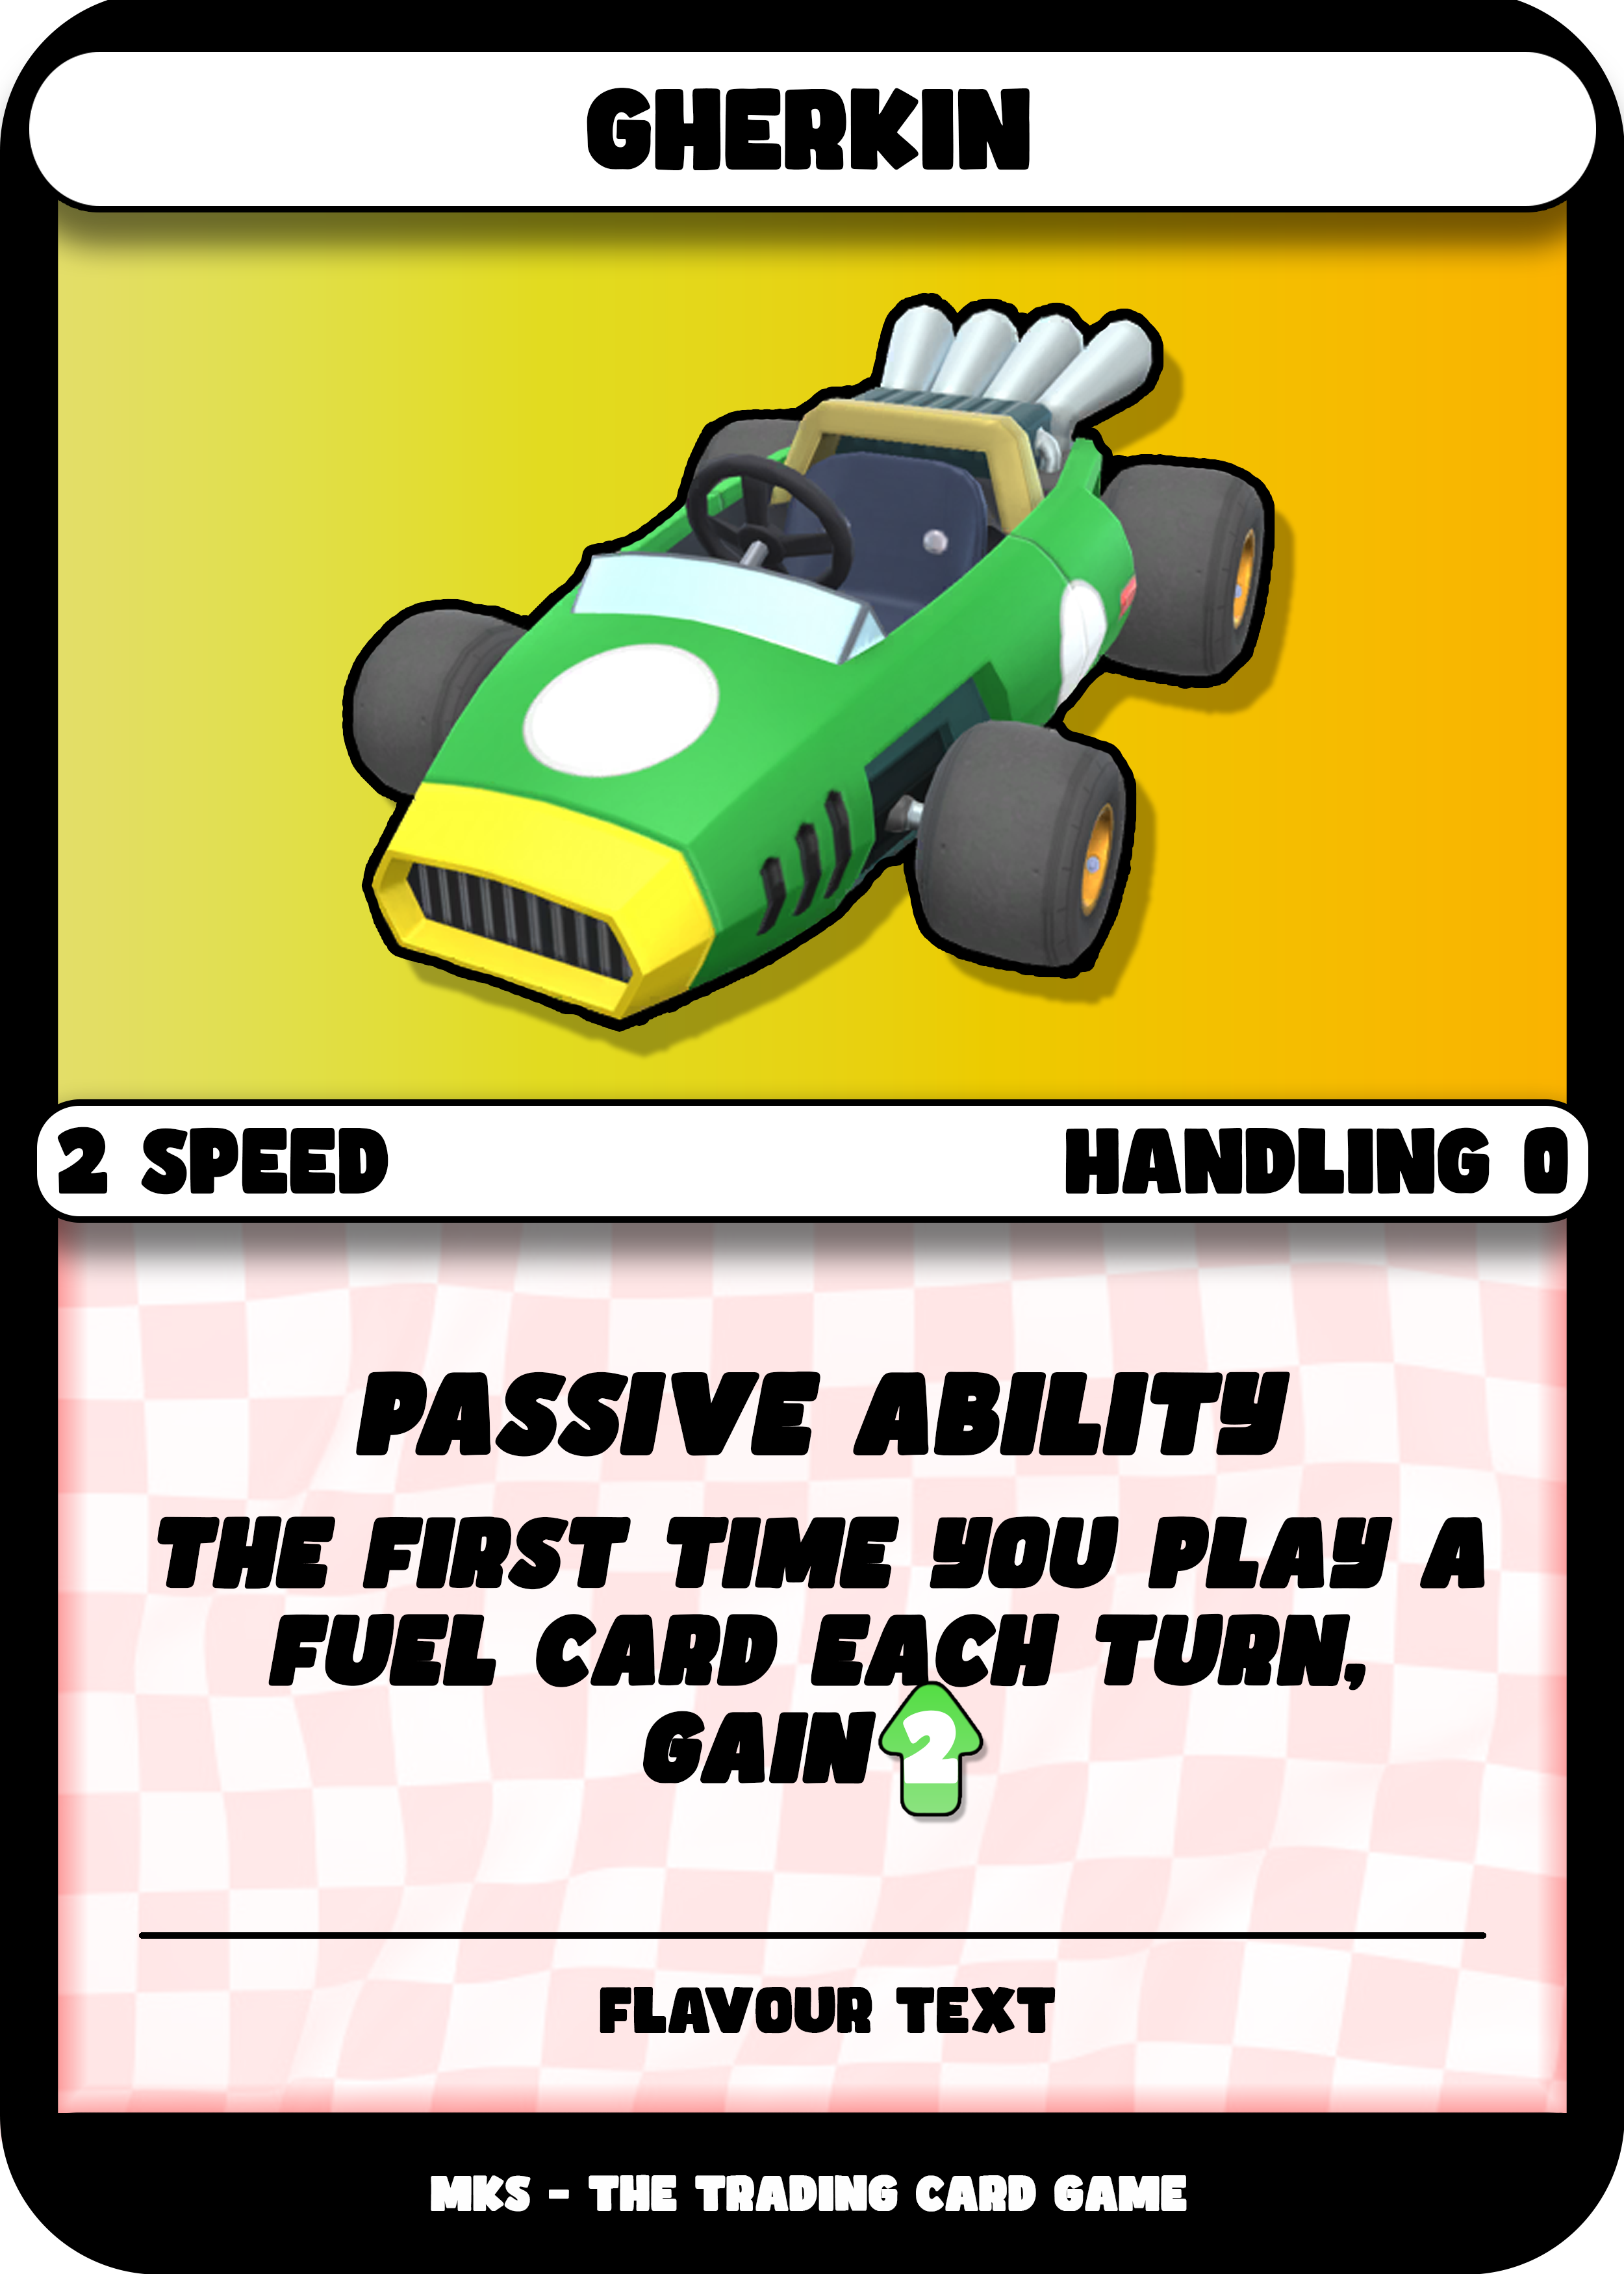 GHERKIN
2 SPEED
HANDLING 0
PASSIVE ABILITY
THE FIRST TIME YOU PLAY A
FUEL CARD EACH TURN,
GAIN 2
FLAVOUR TEXT
MKS - THE TRADING CARD GAME